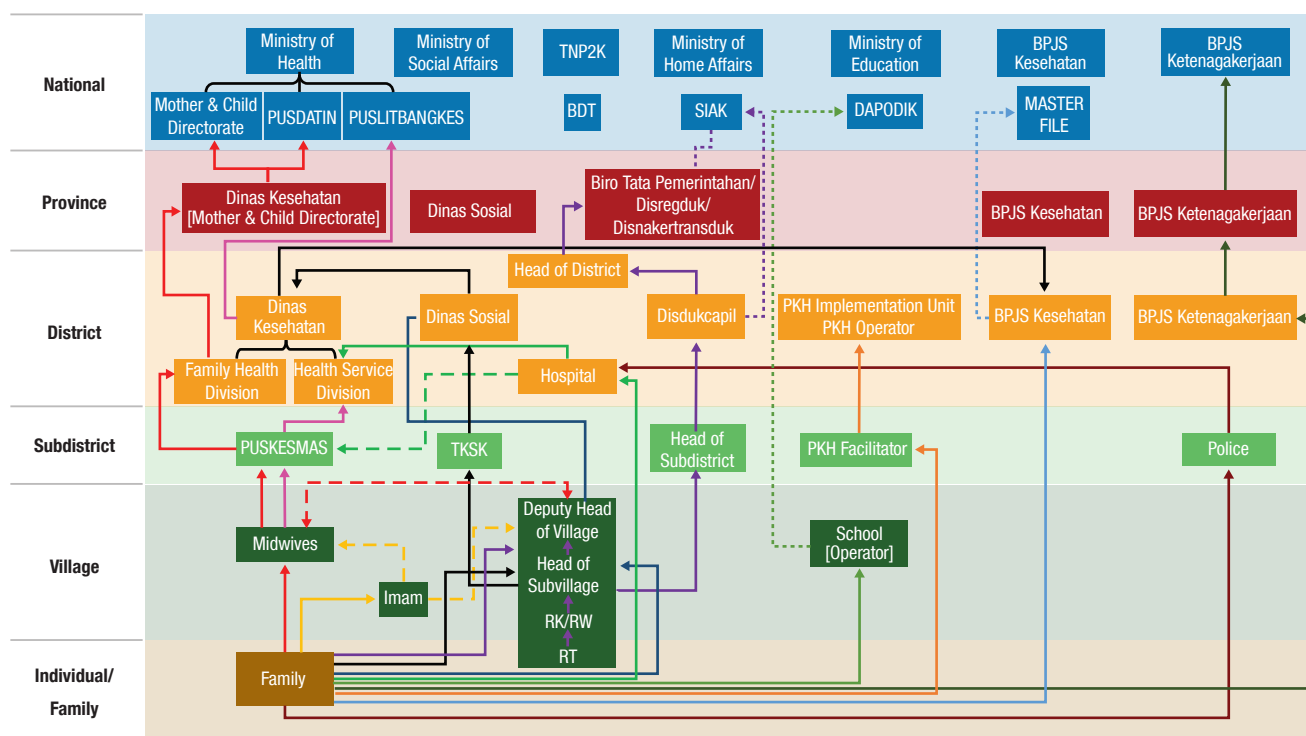 National
Ministry of
Health
Ministry of
Social Affairs
TNP2K
Ministry of
Home Affairs
Ministry of
Education
BPJS
Kesehatan
BPJS
Ketenagakerjaan
Mother & Child
Directorate
PUSDATIN
PUSLITBANGKES
BDT
SIAK
DAPODIK
MASTER
FILE
Province
Dinas Kesehatan
[Mother & Child Directorate]
Dinas Sosial
Biro Tata Pemerintahan/
Disregduk/
Disnakertransduk
BPJS Kesehatan
BPJS Ketenagakerjaan
District
Head of District
Dinas
Kesehatan
Dinas Sosial
Disdukcapil
PKH Implementation Unit
PKH Operator
BPJS Kesehatan
BPJS Ketenagakerjaan
Family Health
Division
Health Service
Division
Hospital
Subdistrict
PUSKESMAS
TKSK
Head of
Subdistrict
PKH Facilitator
Police
Village
Midwives
Imam
Deputy Head
of Village
Head of
Subvillage
RK/RW
RT
School
[Operator]
Individual/
Family
Family